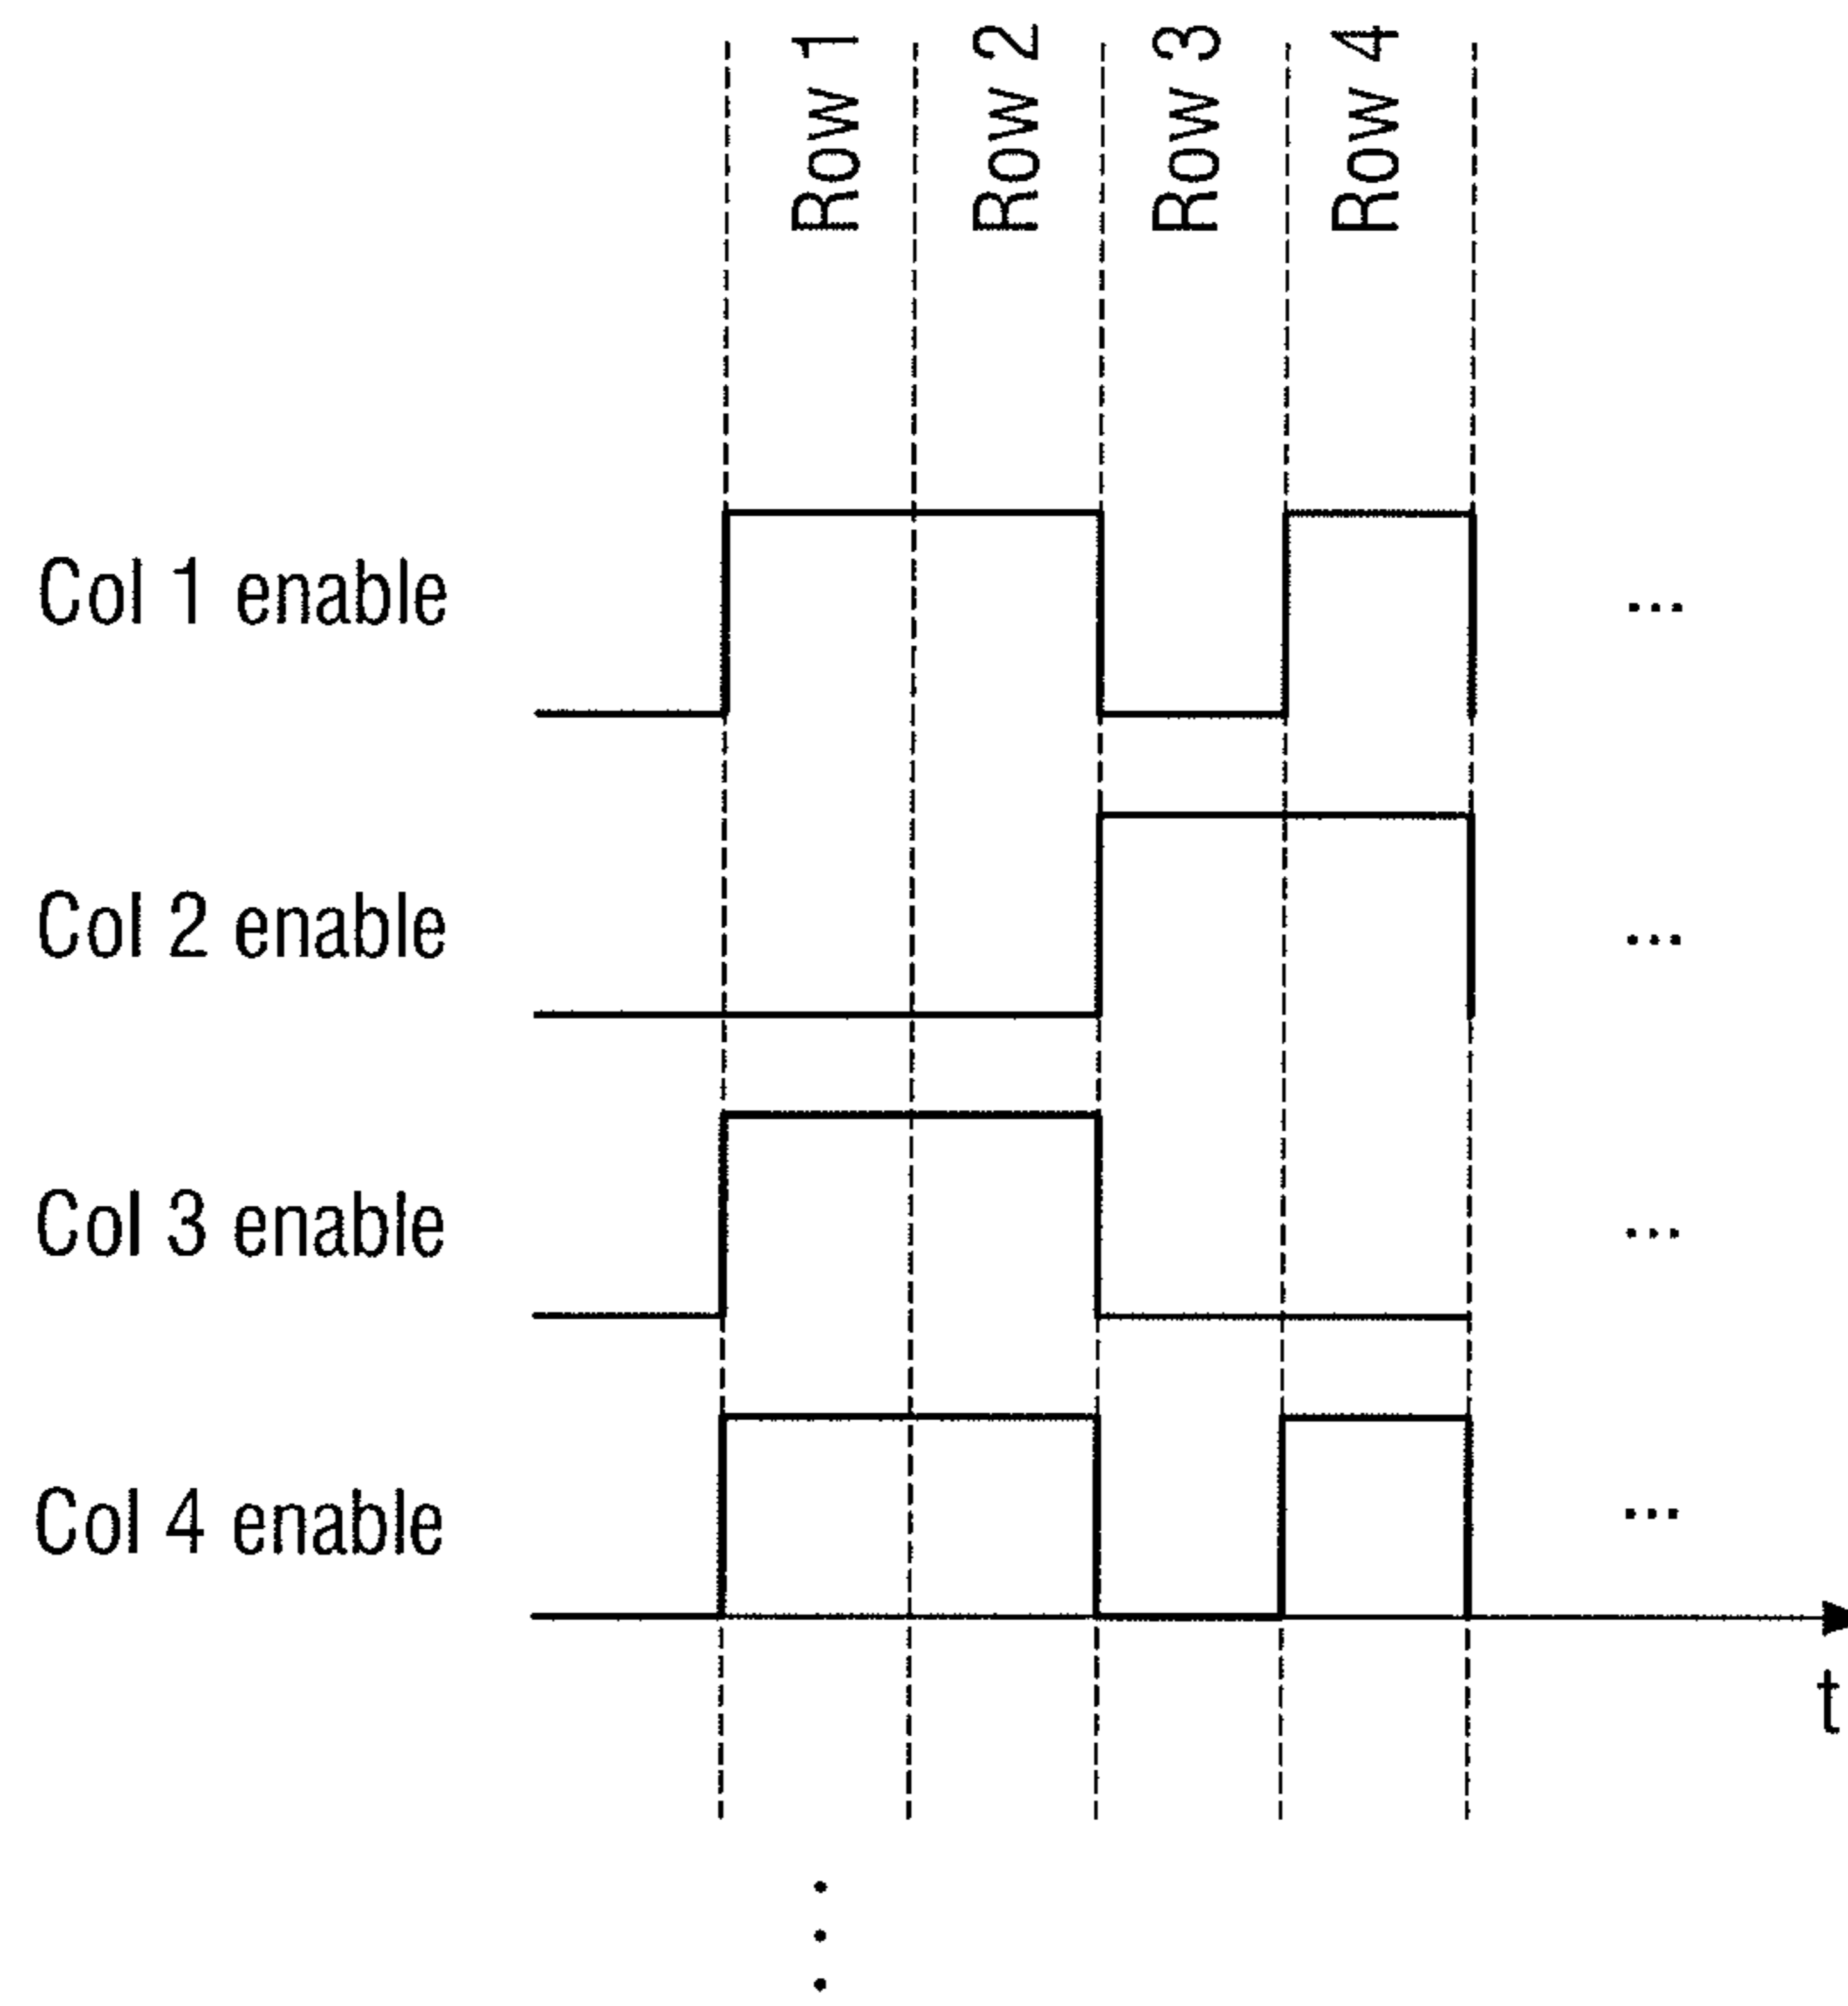 Row 1
Row 2
Row 3
Row 4
Col 1 enable
...
Col 2 enable
...
Col 3 enable
...
Col 4 enable
...
t